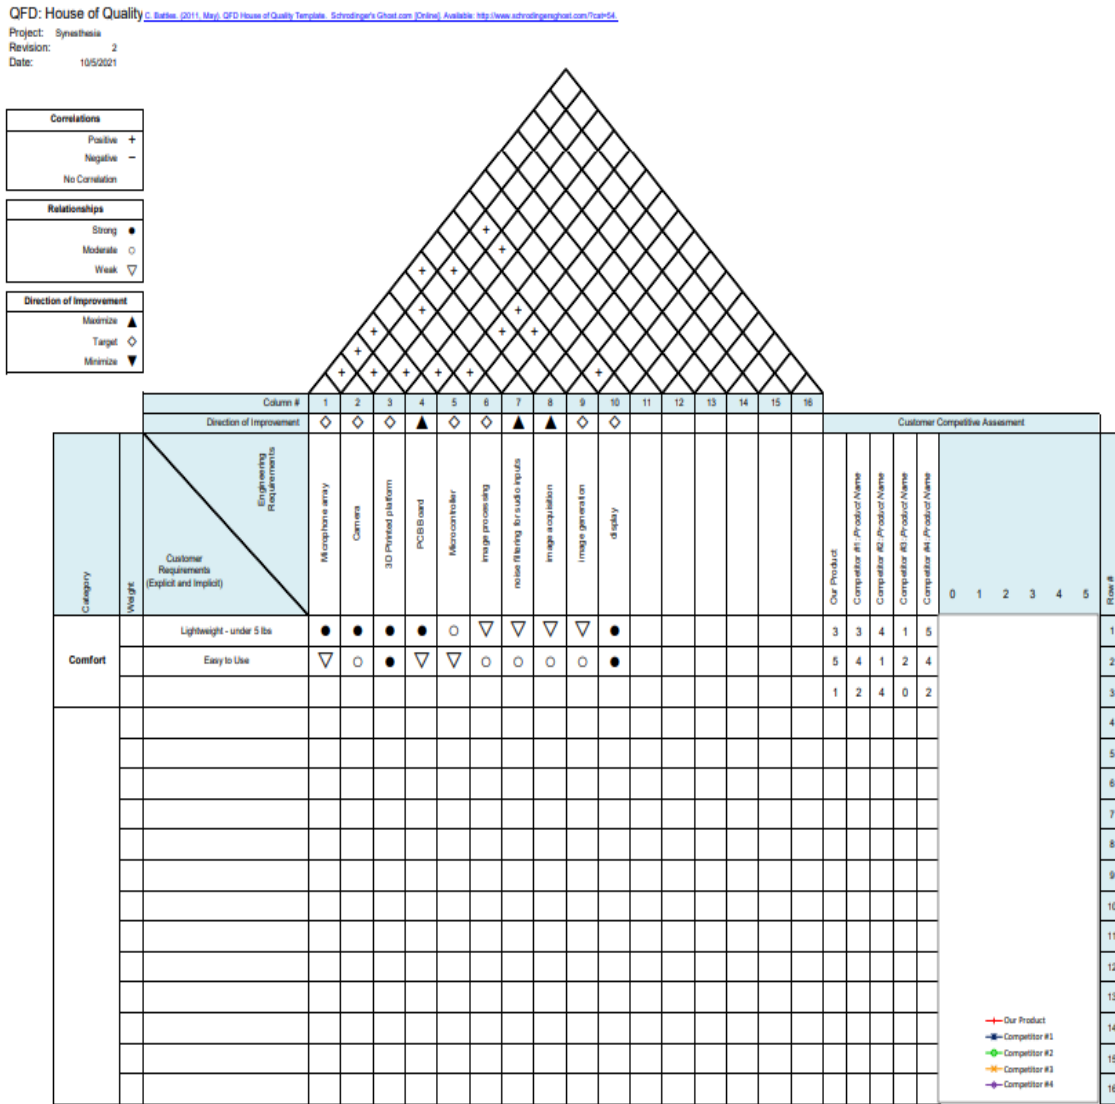 QFD: House of Quality C. Battles. (2011, May). QFD House of Quality Template. Schrodinger's Ghost.com [Online]. Available: http://www.schrodingersghost.com/?cat=54.
Project: Synesthesia
Revision: 2
Date: 10/5/2021
Correlations
Positive +
Negative −
No Correlation
Relationships
Strong ●
Moderate ○
Weak ▽
Direction of Improvement
Maximize ▲
Target ◇
Minimize ▼
+
+
+ +
+ +
+ + +
+
+ + + + + +
Column # 1 2 3 4 5 6 7 8 9 10 11 12 13 14 15 16
Direction of Improvement ◇ ◇ ◇ ▲ ◇ ◇ ▲ ▲ ◇ ◇
Customer Competitive Assesment
Category
Weight
Engineering
Requirements
Customer
Requirements
(Explicit and Implicit)
Microphone array
Camera
3D Ptrinted platform
PCB Board
Microcontroller
image processing
noise filtering for sudio inputs
image acquisition
image generation
display
Our Product
Competitor #1: Product Name
Competitor #2: Product Name
Competitor #3: Product Name
Competitor #4: Product Name
0 1 2 3 4 5
Row #
Comfort
Lightweight - under 5 lbs ● ● ● ● ○ ▽ ▽ ▽ ▽ ● 3 3 4 1 5 1
Easy to Use ▽ ○ ● ▽ ▽ ○ ○ ○ ○ ● 5 4 1 2 4 2
1 2 4 0 2 3
4
5
6
7
8
9
10
11
12
13
14
15
16
Our Product
Competitor #1
Competitor #2
Competitor #3
Competitor #4